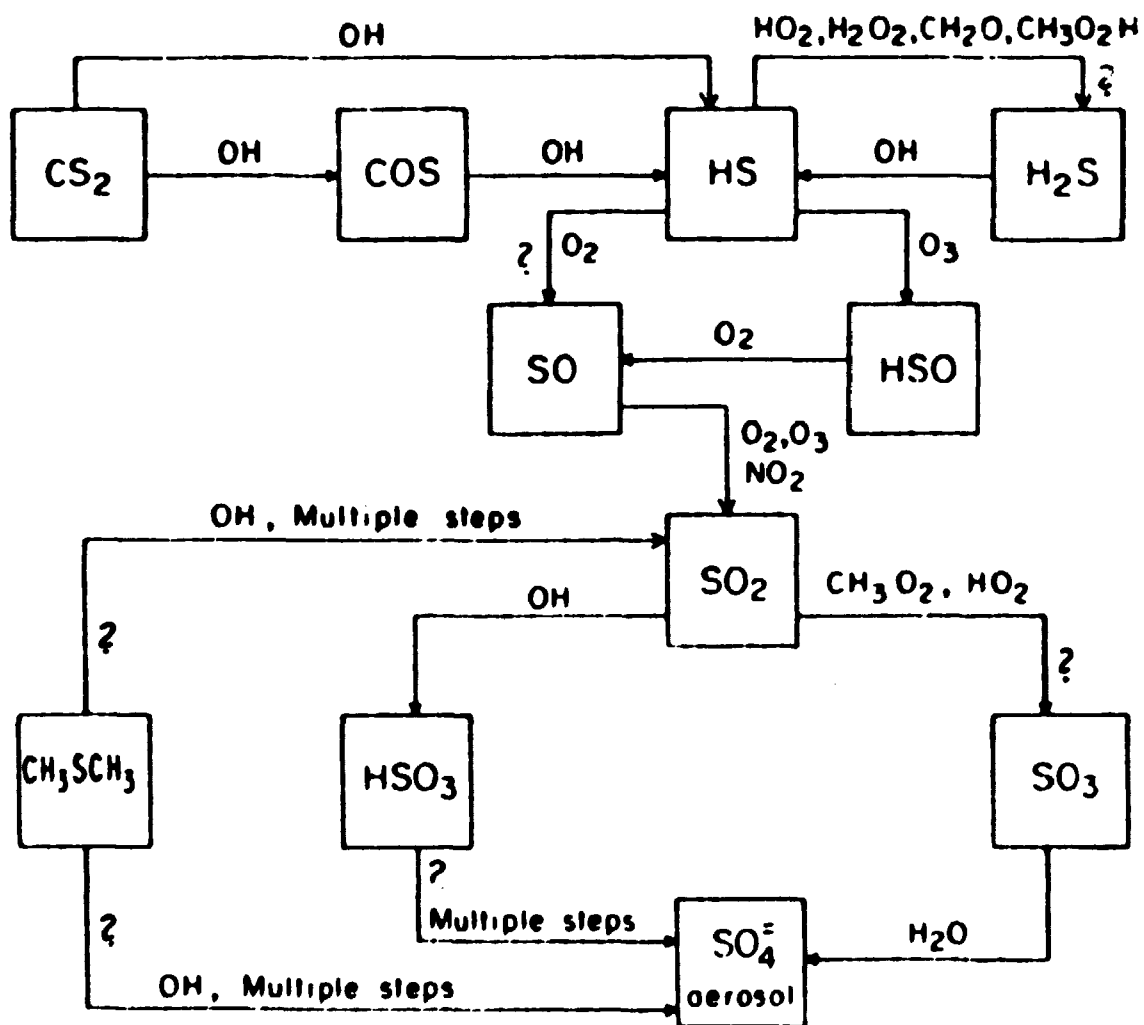 OH
HO₂,H₂O₂,CH₂O,CH₃O₂H
?
CS₂
OH
COS
OH
HS
OH
H₂S
?
O₂
O₃
SO
O₂
HSO
O₂,O₃
NO₂
OH, Multiple steps
SO₂
CH₃O₂, HO₂
OH
?
?
CH₃SCH₃
HSO₃
SO₃
?
?
Multiple steps
SO₄⁼
aerosol
H₂O
OH, Multiple steps